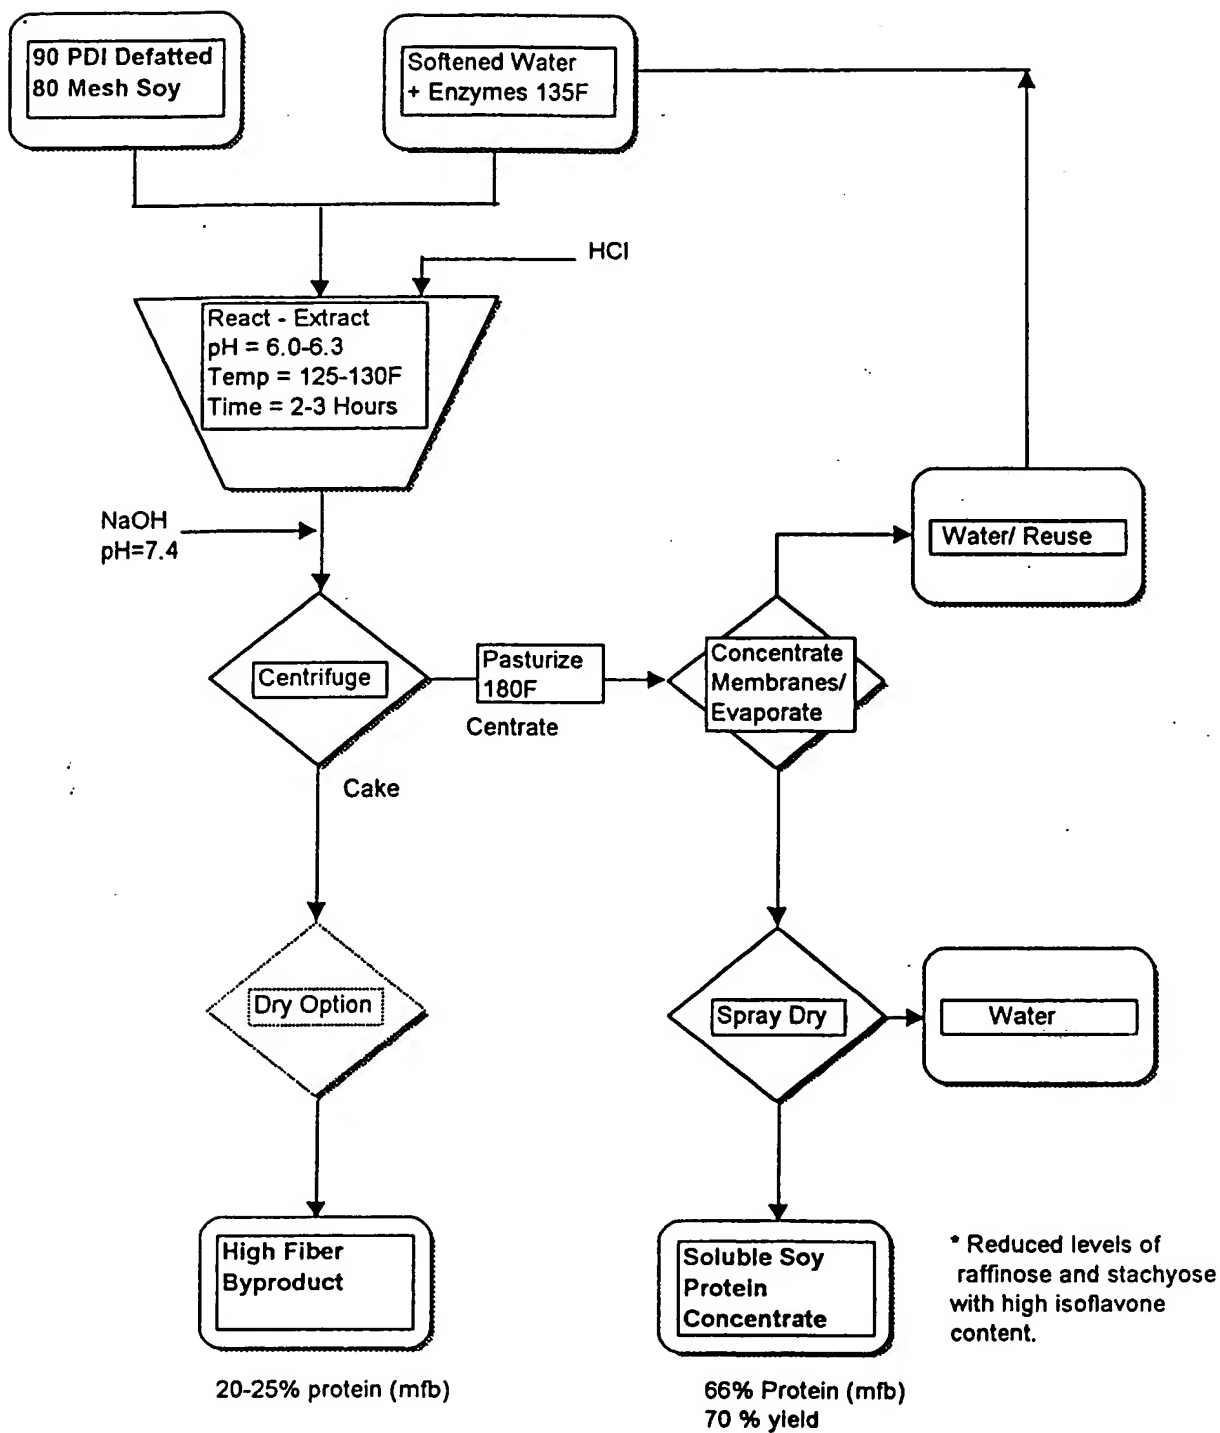 90 PDI Defatted
80 Mesh Soy
Softened Water
+ Enzymes 135F
HCl
React - Extract
pH = 6.0-6.3
Temp = 125-130F
Time = 2-3 Hours
NaOH
pH=7.4
Water/ Reuse
Centrifuge
Pasturize
180F
Centrate
Concentrate
Membranes/
Evaporate
Cake
Dry Option
Spray Dry
Water
High Fiber
Byproduct
20-25% protein (mfb)
Soluble Soy
Protein
Concentrate
66% Protein (mfb)
70 % yield
* Reduced levels of
raffinose and stachyose
with high isoflavone
content.